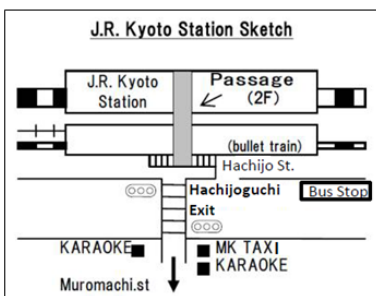 J.R. Kyoto Station Sketch
J.R. Kyoto
Station
Passage
(2F)
(bullet train)
Hachijo St.
Hachijoguchi
Exit
Bus Stop
KARAOKE
MK TAXI
KARAOKE
Muromachi.st